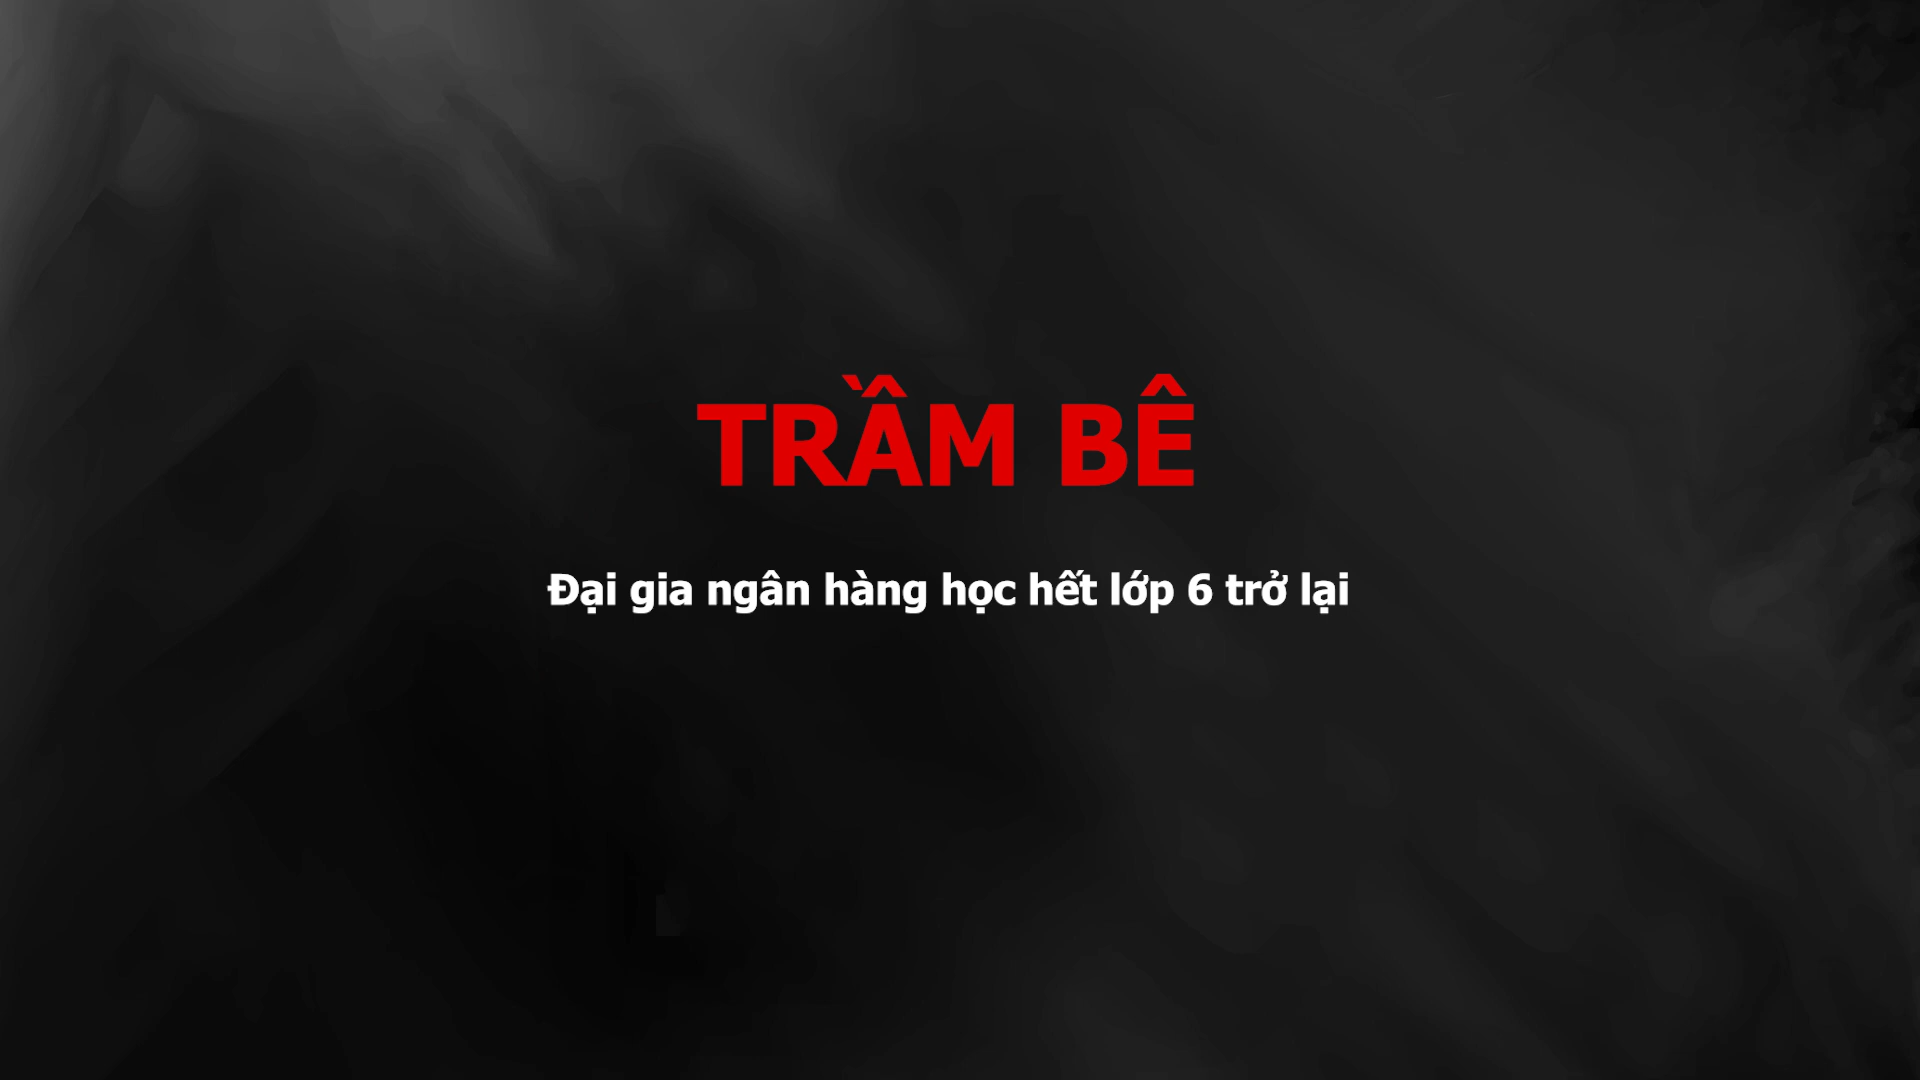 TRẦM BÊ
Đại gia ngân hàng học hết lớp 6 trở lại